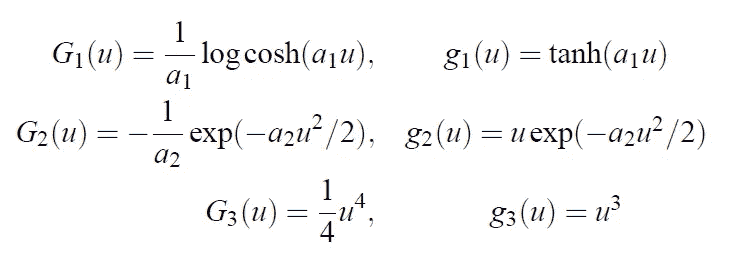 G₁(u) = 1/a₁ log cosh(a₁u), g₁(u) = tanh(a₁u)
G₂(u) = −1/a₂ exp(−a₂u²/2), g₂(u) = u exp(−a₂u²/2)
G₃(u) = 1/4 u⁴, g₃(u) = u³